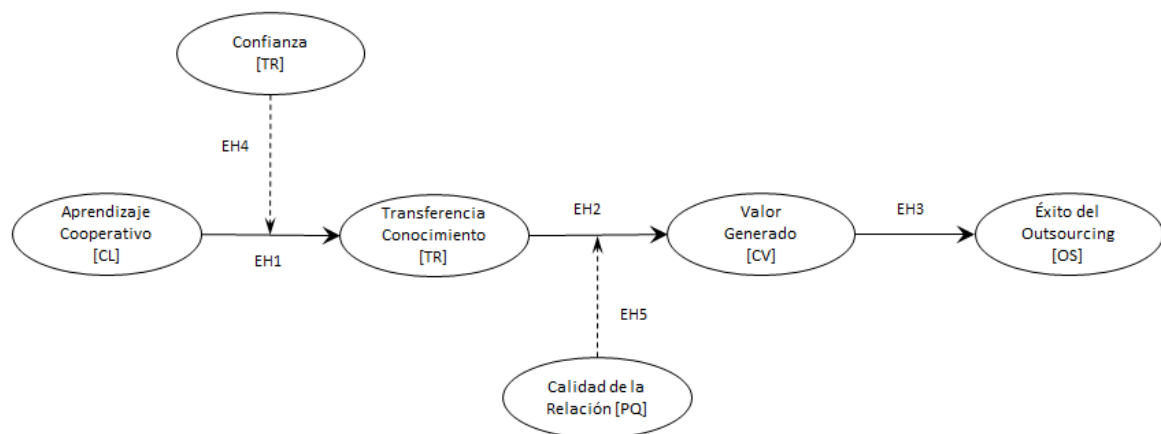 Confianza
[TR]
EH4
Aprendizaje
Cooperativo
[CL]
EH1
Transferencia
Conocimiento
[TR]
EH2
Valor
Generado
[CV]
EH3
Éxito del
Outsourcing
[OS]
EH5
Calidad de la
Relación [PQ]